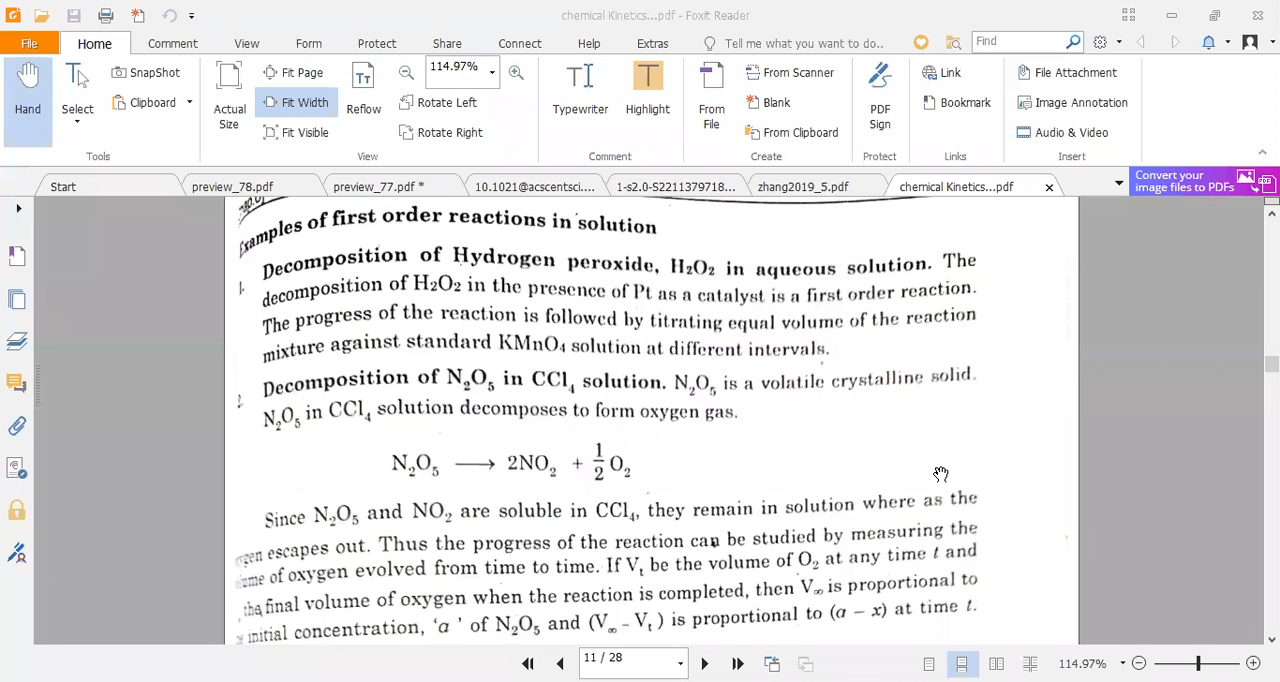 chemical Kinetics...pdf - Foxit Reader
File Home Comment View Form Protect Share Connect Help Extras Tell me what you want to do.. Find
Hand
Select
SnapShot
Clipboard
Tools
Actual Size
Fit Page
Fit Width
Fit Visible
Reflow
114.97%
Rotate Left
Rotate Right
View
Typewriter
Highlight
Comment
From File
From Scanner
Blank
From Clipboard
Create
PDF Sign
Protect
Link
Bookmark
Links
File Attachment
Image Annotation
Audio & Video
Insert
Start preview_78.pdf preview_77.pdf * 10.1021@acscentsci.... 1-s2.0-S2211379718... zhang2019_5.pdf chemical Kinetics...pdf
Convert your
image files to PDFs
Examples of first order reactions in solution
1. Decomposition of Hydrogen peroxide, H₂O₂ in aqueous solution. The
decomposition of H₂O₂ in the presence of Pt as a catalyst is a first order reaction.
The progress of the reaction is followed by titrating equal volume of the reaction
mixture against standard KMnO₄ solution at different intervals.
2. Decomposition of N₂O₅ in CCl₄ solution. N₂O₅ is a volatile crystalline solid.
N₂O₅ in CCl₄ solution decomposes to form oxygen gas.
N₂O₅ ⟶ 2NO₂ + 1/2 O₂
Since N₂O₅ and NO₂ are soluble in CCl₄, they remain in solution where as the
gen escapes out. Thus the progress of the reaction can be studied by measuring the
ume of oxygen evolved from time to time. If Vₜ be the volume of O₂ at any time t and
the final volume of oxygen when the reaction is completed, then V∞ is proportional to
initial concentration, 'a' of N₂O₅ and (V∞ - Vₜ) is proportional to (a − x) at time t.
11 / 28
114.97%